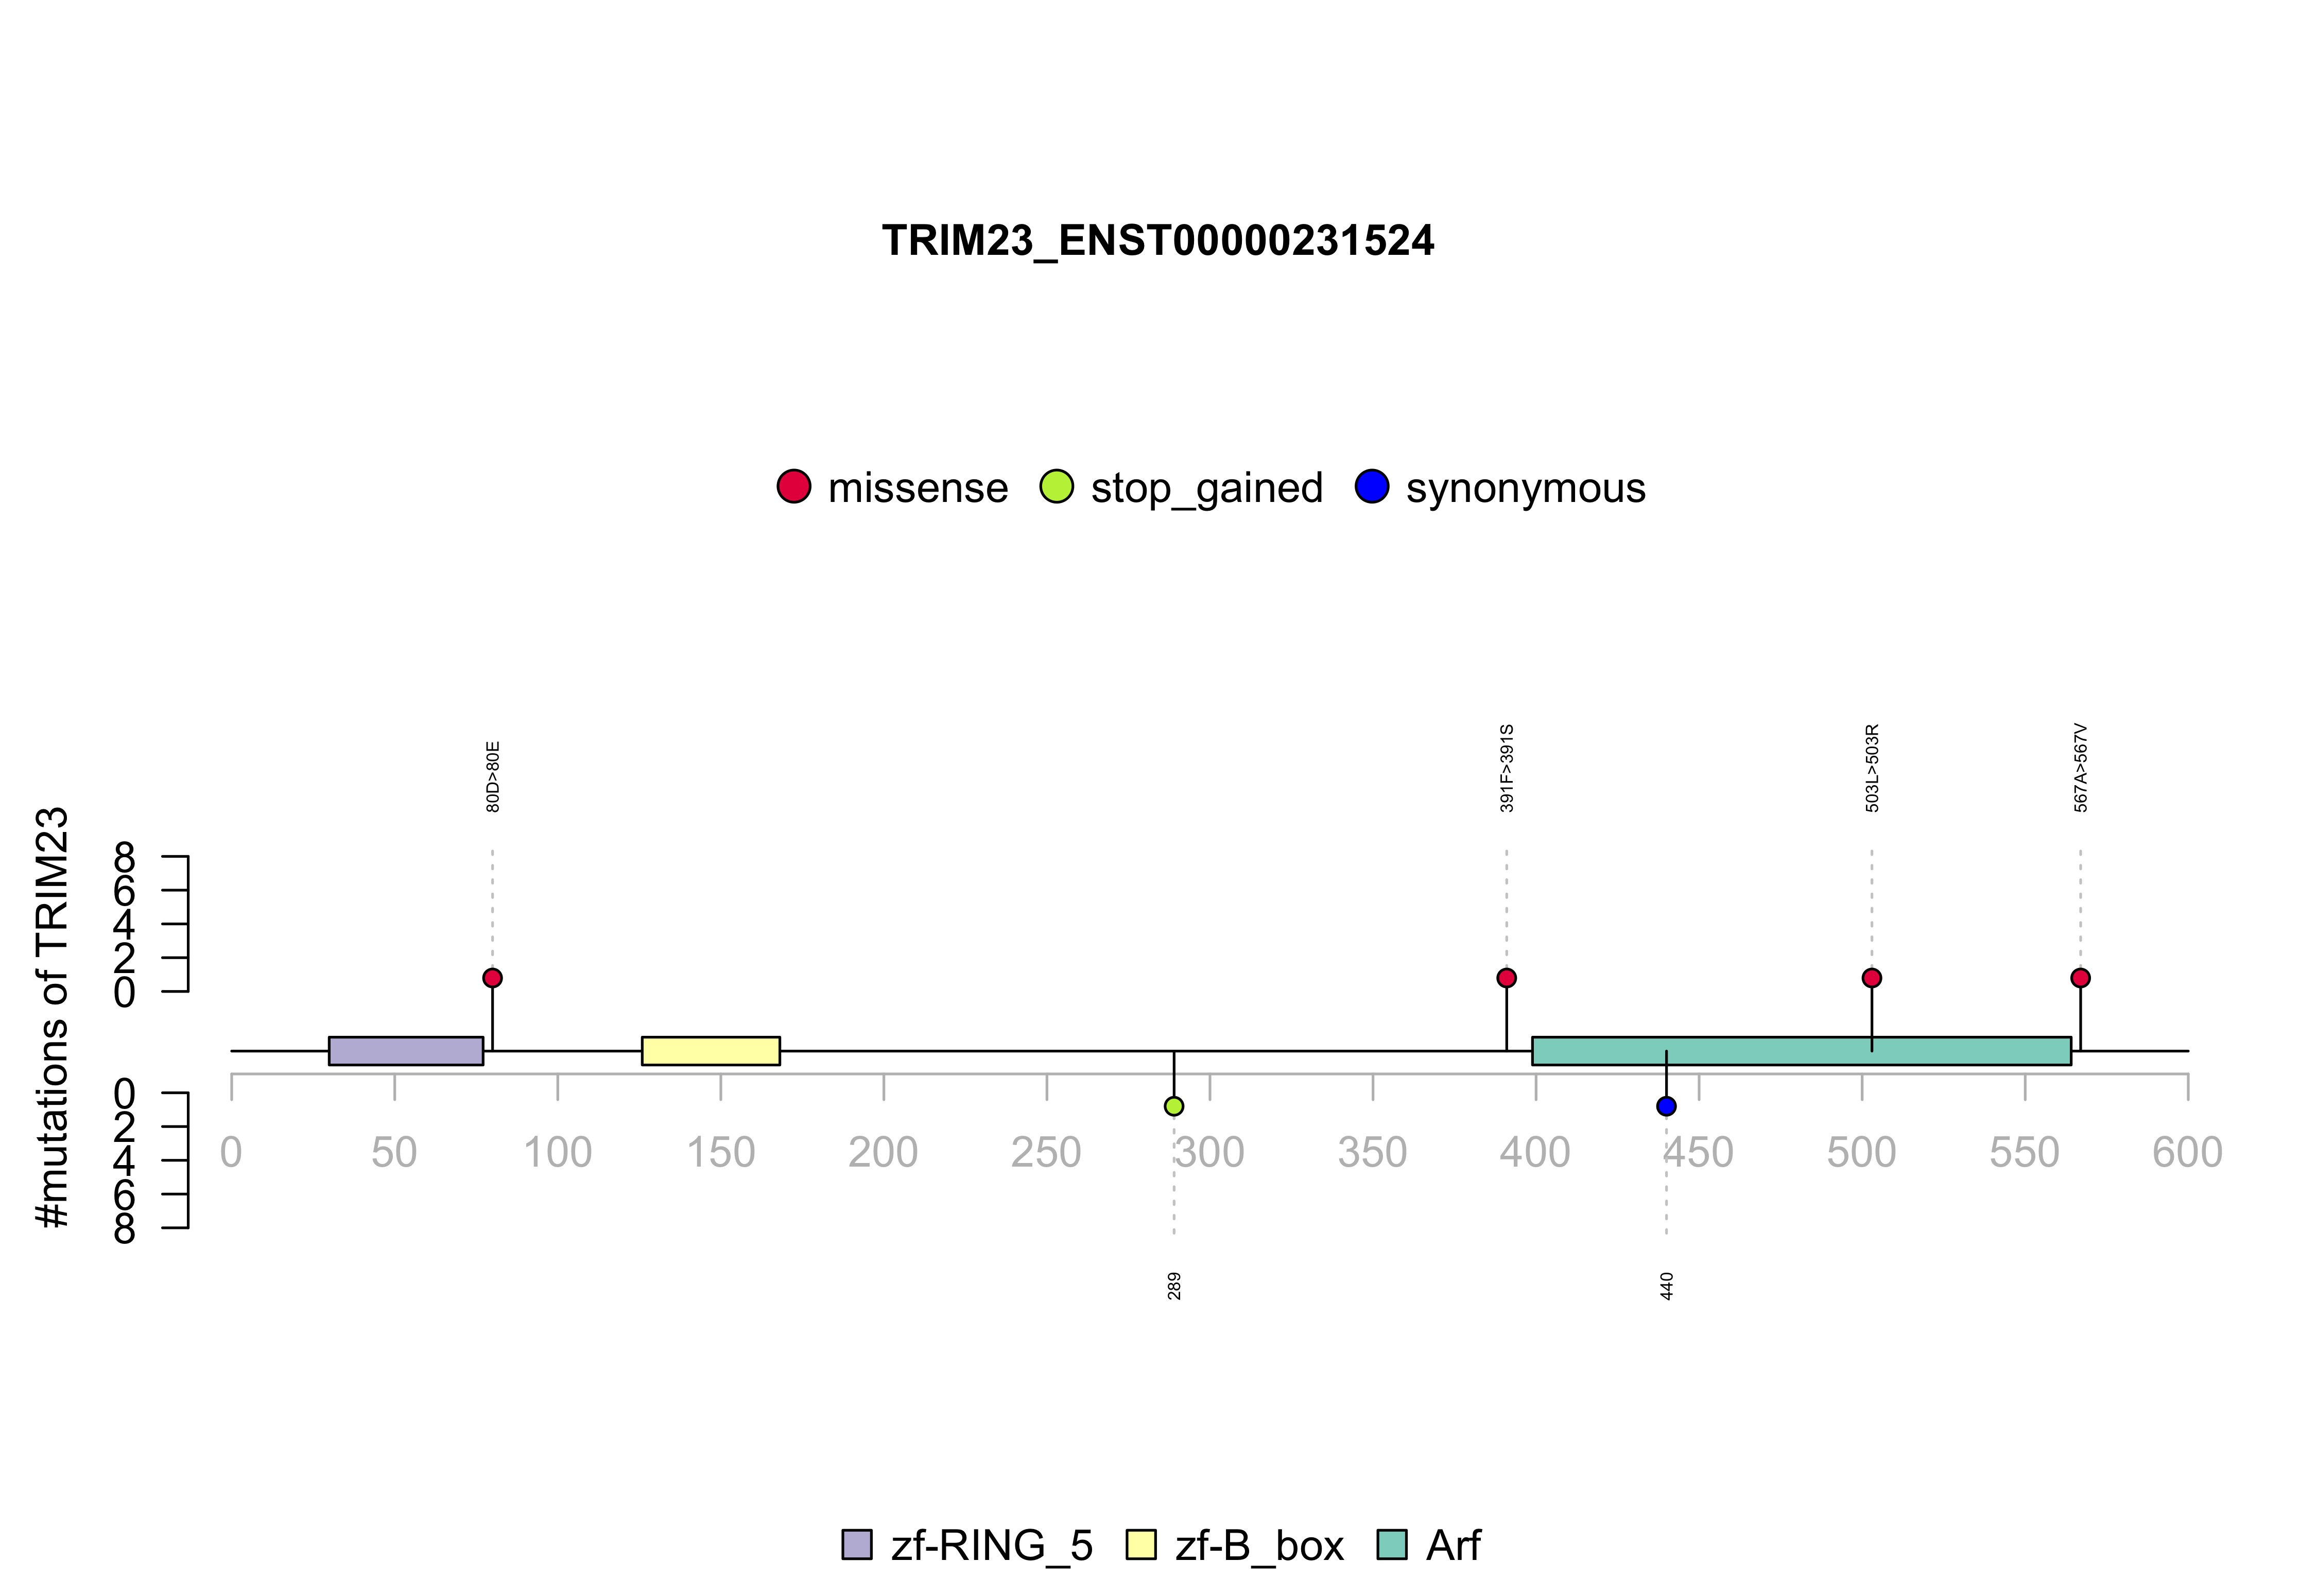 TRIM23_ENST00000231524
missense stop_gained synonymous
80D>80E 391F>391S 503L>503R 567A>567V
#mutations of TRIM23
8
6
4
2
0
0
2
4
6
8
0 50 100 150 200 250 300 350 400 450 500 550 600
289 440
zf-RING_5 zf-B_box Arf